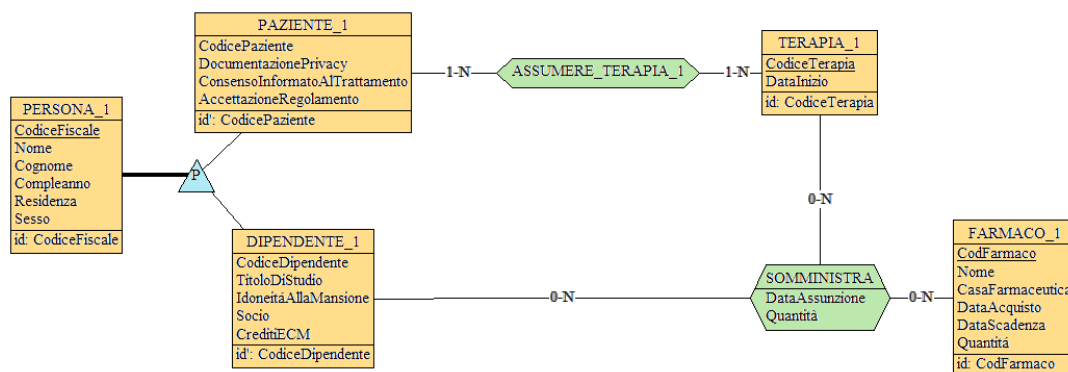 PAZIENTE_1
CodicePaziente
DocumentazionePrivacy
ConsensoInformatoAlTrattamento
AccettazioneRegolamento
id': CodicePaziente
1-N
ASSUMERE_TERAPIA_1
1-N
TERAPIA_1
CodiceTerapia
DataInizio
id: CodiceTerapia
PERSONA_1
CodiceFiscale
Nome
Cognome
Compleanno
Residenza
Sesso
id: CodiceFiscale
P
0-N
DIPENDENTE_1
CodiceDipendente
TitoloDiStudio
IdoneitáAllaMansione
Socio
CreditiECM
id': CodiceDipendente
0-N
SOMMINISTRA
DataAssunzione
Quantità
0-N
FARMACO_1
CodFarmaco
Nome
CasaFarmaceutica
DataAcquisto
DataScadenza
Quantitá
id: CodFarmaco